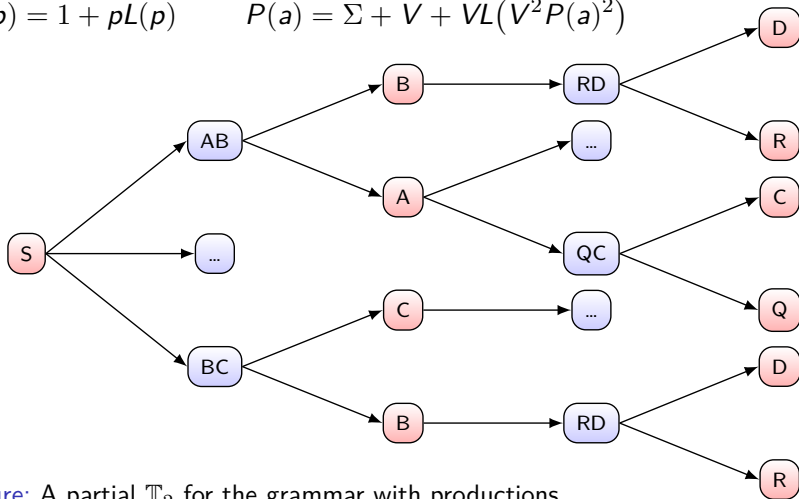 p) = 1 + pL(p)    P(a) = Σ + V + VL(V²P(a)²)
D
B
RD
AB
...
R
A
C
S
...
QC
C
...
Q
BC
D
B
RD
R
ure: A partial 𝕋₂ for the grammar with productions